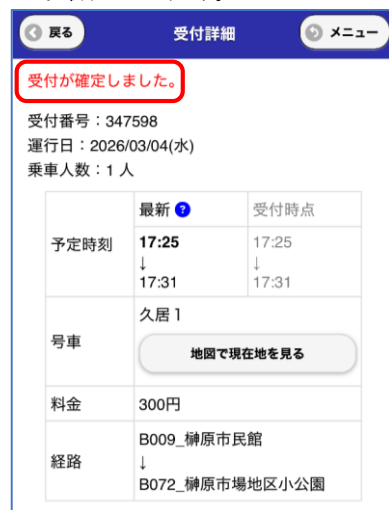 戻る
受付詳細
メニュー
受付が確定しました。
受付番号：347598
運行日：2026/03/04(水)
乗車人数：1 人
最新 ?
受付時点
予定時刻
17:25
↓
17:31
17:25
↓
17:31
号車
久居1
地図で現在地を見る
料金
300円
経路
B009_榊原市民館
↓
B072_榊原市場地区小公園